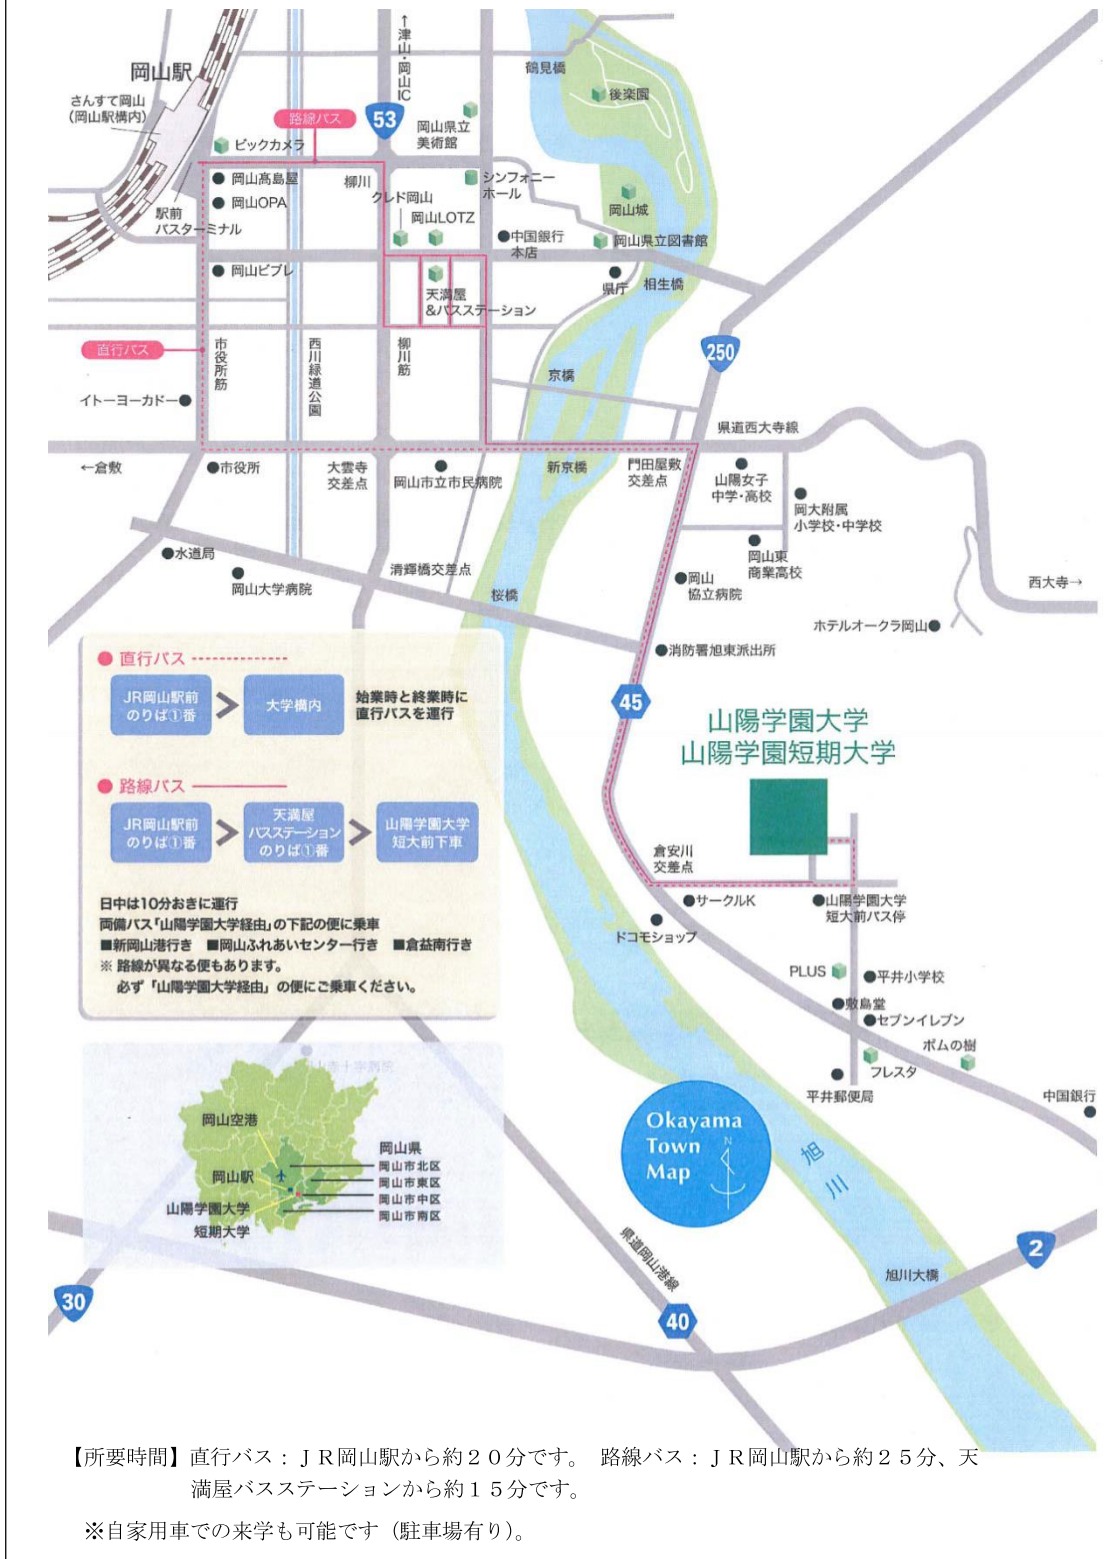 岡山駅
さんすて岡山
(岡山駅構内)
ビックカメラ
路線バス
←津山・岡山IC
53
岡山県立
美術館
鶴見橋
後楽園
岡山髙島屋
岡山OPA
駅前
バスターミナル
柳川
クレド岡山
岡山LOTZ
シンフォニー
ホール
岡山城
中国銀行
本店
岡山県立図書館
県庁
相生橋
岡山ビブレ
天満屋
&バスステーション
直行バス
市役所筋
西川緑道公園
柳川筋
250
京橋
イトーヨーカドー
県道西大寺線
←倉敷
市役所
大雲寺
交差点
岡山市立市民病院
新京橋
門田屋敷
交差点
山陽女子
中学・高校
岡大附属
小学校・中学校
岡山東
商業高校
水道局
岡山大学病院
清輝橋交差点
桜橋
岡山
協立病院
西大寺→
ホテルオークラ岡山
消防署旭東派出所
45
山陽学園大学
山陽学園短期大学
直行バス
JR岡山駅前
のりば①番
大学構内
始業時と終業時に
直行バスを運行
路線バス
JR岡山駅前
のりば①番
天満屋
バスステーション
のりば①番
山陽学園大学
短大前下車
日中は10分おきに運行
両備バス「山陽学園大学経由」の下記の便に乗車
■新岡山港行き ■岡山ふれあいセンター行き ■倉益南行き
※ 路線が異なる便もあります。
必ず「山陽学園大学経由」の便にご乗車ください。
倉安川
交差点
サークルK
ドコモショップ
山陽学園大学
短大前バス停
PLUS
平井小学校
敷島堂
セブンイレブン
ポムの樹
フレスタ
平井郵便局
中国銀行
岡山空港
岡山駅
山陽学園大学
短期大学
岡山県
岡山市北区
岡山市東区
岡山市中区
岡山市南区
Okayama
Town
Map
N
旭川
県道岡山港線
旭川大橋
2
30
40
【所要時間】直行バス：ＪＲ岡山駅から約２０分です。 路線バス：ＪＲ岡山駅から約２５分、天
満屋バスステーションから約１５分です。
※自家用車での来学も可能です（駐車場有り）。